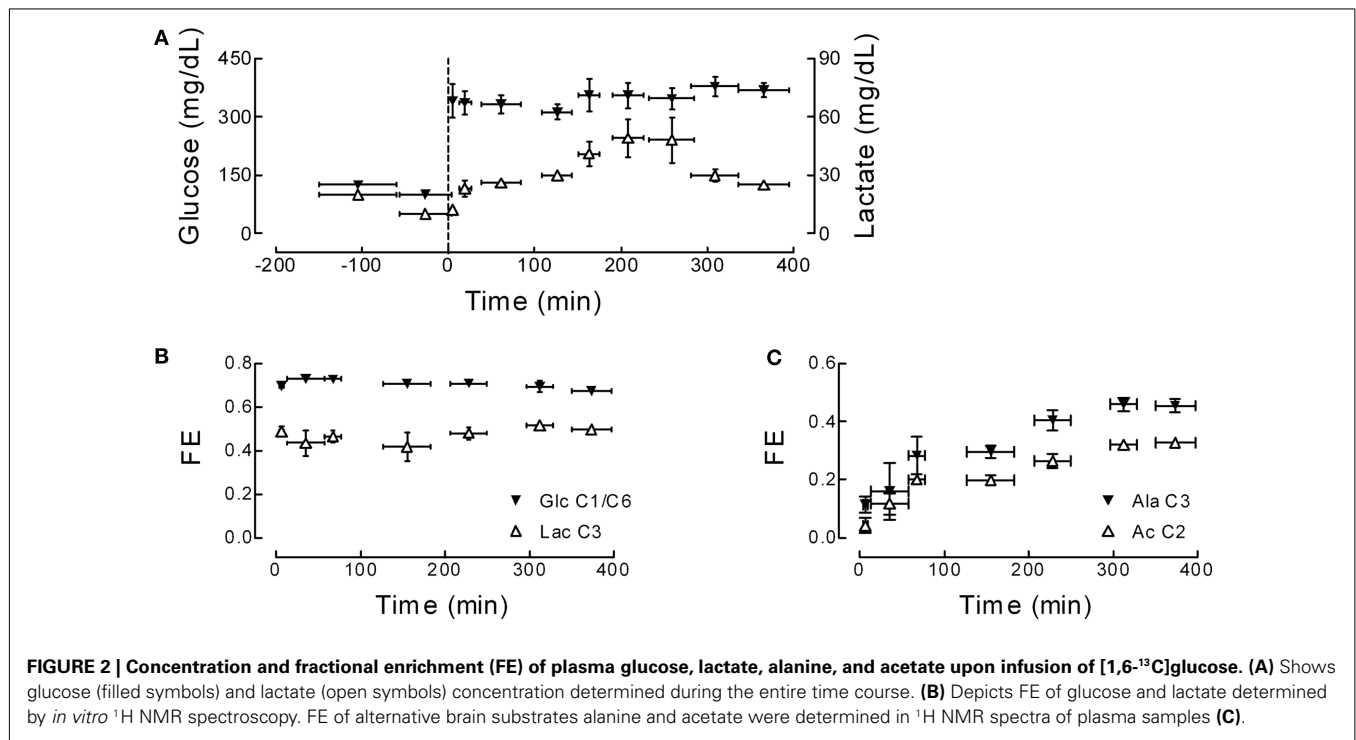 A
Glucose (mg/dL)
450
300
150
0
90
60
30
0
Lactate (mg/dL)
-200 -100 0 100 200 300 400
Time (min)
B
FE
0.8
0.6
0.4
0.2
0.0
Glc C1/C6
Lac C3
0 100 200 300 400
Time (min)
C
FE
0.6
0.4
0.2
0.0
Ala C3
Ac C2
0 100 200 300 400
Time (min)
FIGURE 2 | Concentration and fractional enrichment (FE) of plasma glucose, lactate, alanine, and acetate upon infusion of [1,6-¹³C]glucose. (A) Shows
glucose (filled symbols) and lactate (open symbols) concentration determined during the entire time course. (B) Depicts FE of glucose and lactate determined
by in vitro ¹H NMR spectroscopy. FE of alternative brain substrates alanine and acetate were determined in ¹H NMR spectra of plasma samples (C).